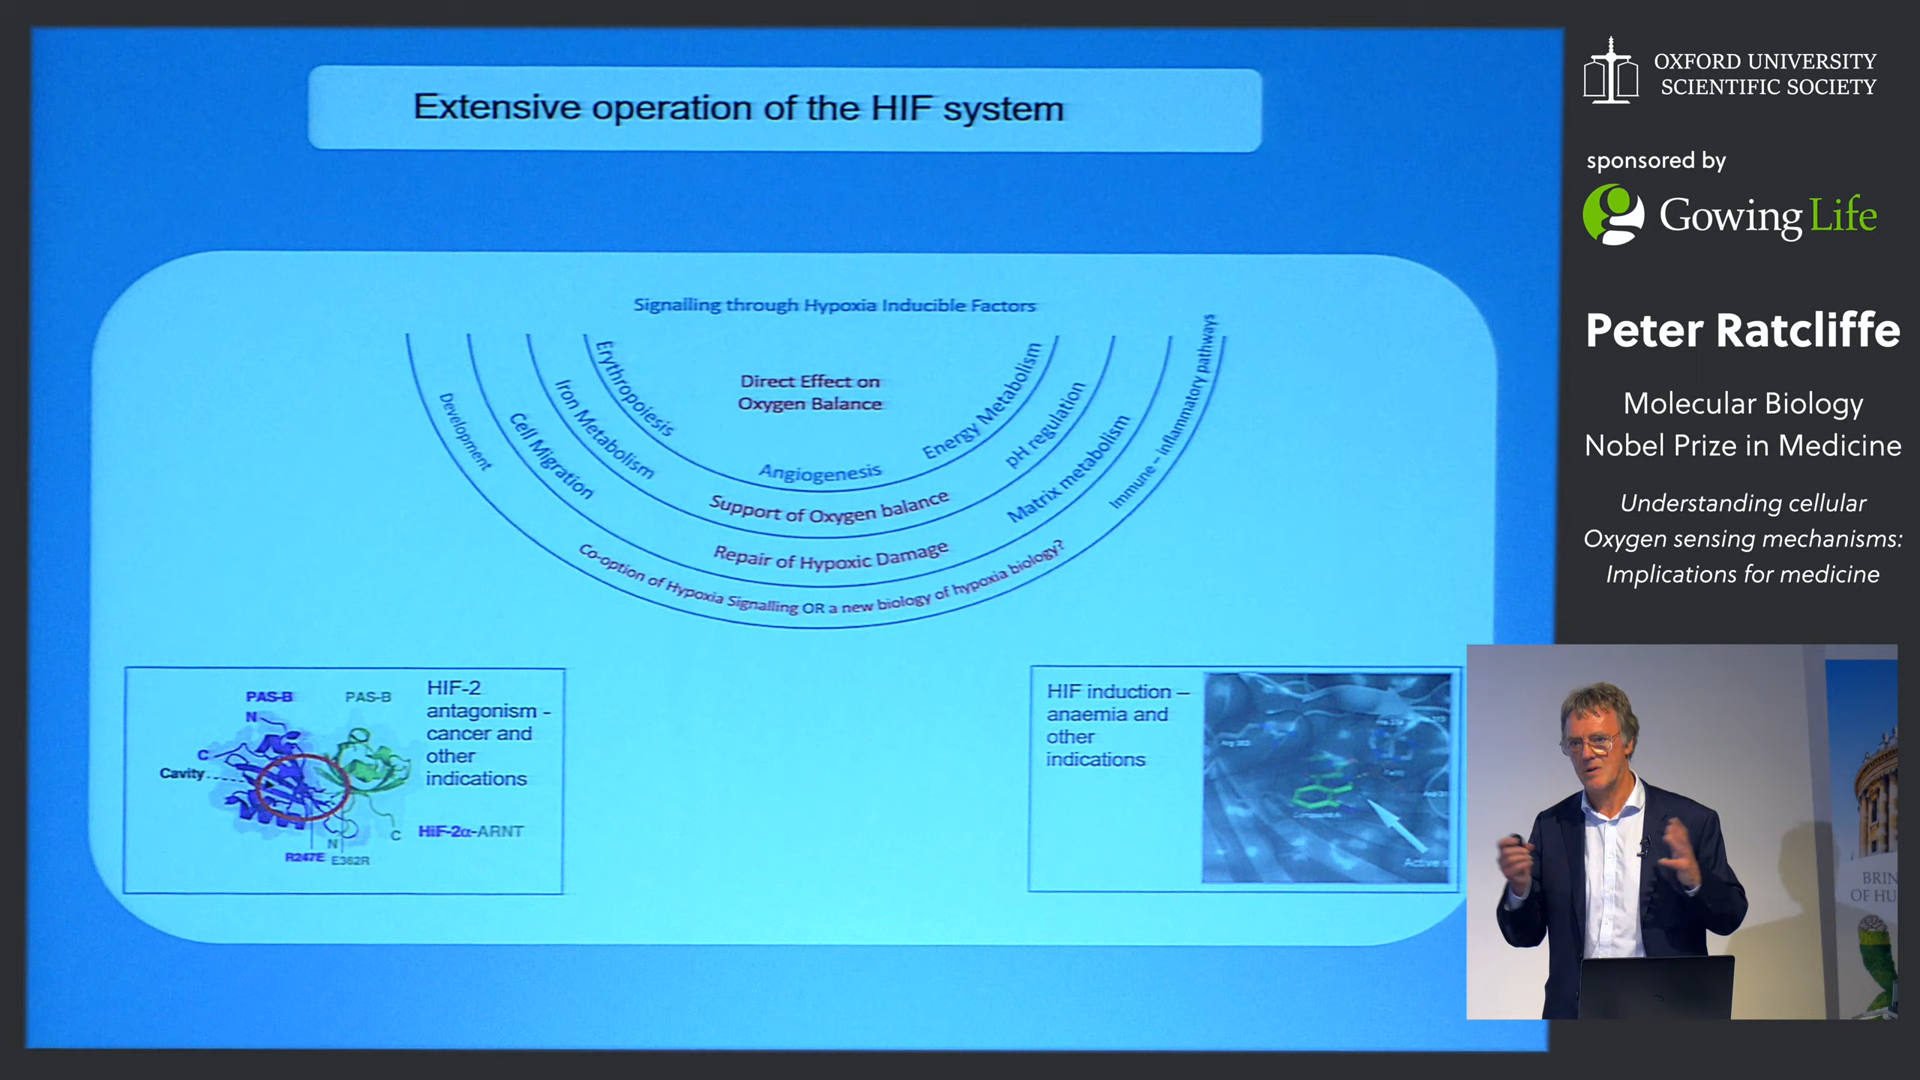 Extensive operation of the HIF system
Signalling through Hypoxia Inducible Factors
Direct Effect on
Oxygen Balance
Erythropoiesis
Angiogenesis
Energy Metabolism
Iron Metabolism
Support of Oxygen balance
pH regulation
Cell Migration
Repair of Hypoxic Damage
Matrix metabolism
Development
Co-option of Hypoxia Signalling OR a new biology of hypoxia biology?
Immune - inflammatory pathways
PAS-B
PAS-B
N
C
Cavity
N
C
R247E
E362R
HIF-2
antagonism -
cancer and
other
indications
HiF-2α-ARNT
HIF induction –
anaemia and
other
indications
Active
OXFORD UNIVERSITY
SCIENTIFIC SOCIETY
sponsored by
Gowing Life
Peter Ratcliffe
Molecular Biology
Nobel Prize in Medicine
Understanding cellular
Oxygen sensing mechanisms:
Implications for medicine
BRIN
OF HU